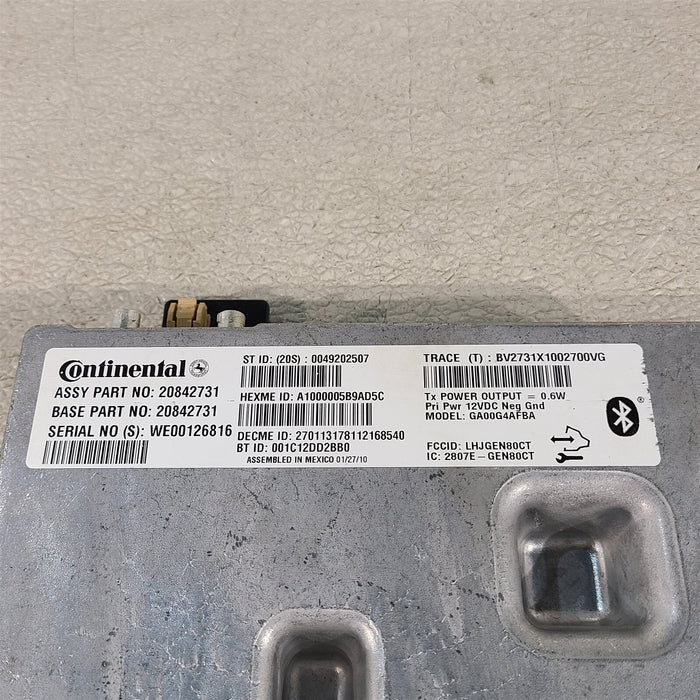 Continental
ASSY PART NO: 20842731
BASE PART NO: 20842731
SERIAL NO (S): WE00126816
ST ID: (20S) : 0049202507
HEXME ID: A1000005B9AD5C
DECME ID: 270113178112168540
BT ID: 001C12DD2BB0
ASSEMBLED IN MEXICO 01/27/10
TRACE (T) : BV2731X1002700VG
Tx POWER OUTPUT = 0.6W
Pri Pwr 12VDC Neg Gnd
MODEL: GA00G4AFBA
FCCID: LHJGEN80CT
IC: 2807E-GEN80CT